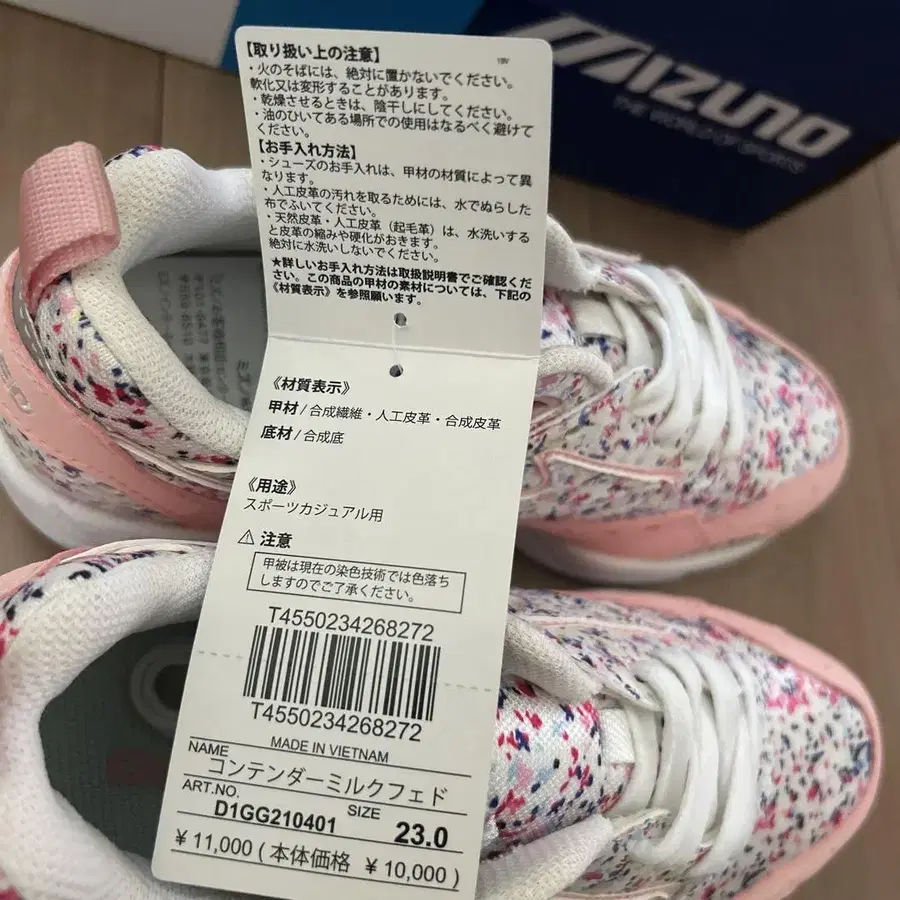 【取り扱い上の注意】
・火のそばには、絶対に置かないでください。
軟化又は変形することがあります。
・乾燥させるときは、陰干しにしてください。
・油のひいてある場所での使用はなるべく避けて
ください。
【お手入れ方法】
・シューズのお手入れは、甲材の材質によって異
なります。
・人工皮革の汚れを取るためには、水でぬらした
布でふいてください。
・天然皮革・人工皮革（起毛革）は、水洗いする
と皮革の縮みや硬化がおきます。
絶対に水洗いしないでください。
★詳しいお手入れ方法は取扱説明書でご確認くだ
さい。この商品の甲材の素材については、下記の
《材質表示》を参照願います。
《材質表示》
甲材/合成繊維・人工皮革・合成皮革
底材/合成底
《用途》
スポーツカジュアル用
⚠ 注意
甲被は現在の染色技術では色落ち
しますのでご了承ください。
T4550234268272
T4550234268272
MADE IN VIETNAM
NAME コンテンダーミルクフェド
ART.NO. D1GG210401 SIZE 23.0
¥11,000 (本体価格 ¥10,000)
MIZUNO
THE WORLD OF SPORTS